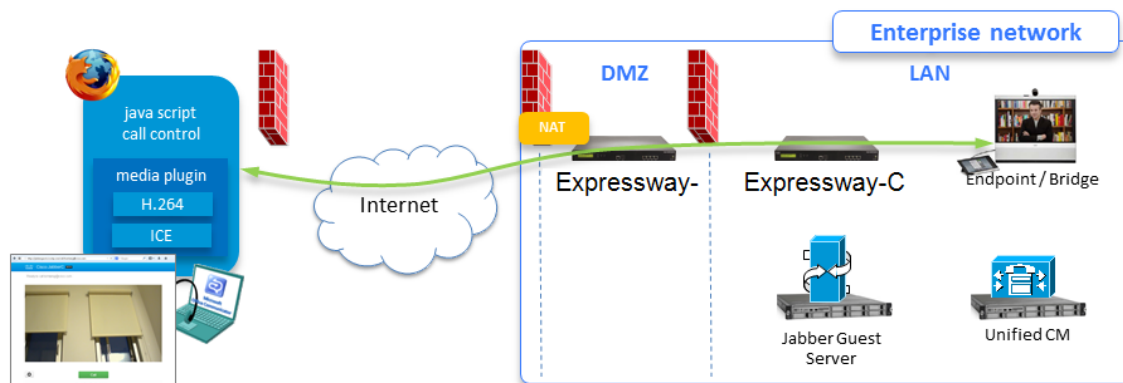 Enterprise network
DMZ
LAN
java script
call control
NAT
media plugin
H.264
ICE
Internet
Expressway-
Expressway-C
Endpoint / Bridge
Jabber Guest
Server
Unified CM